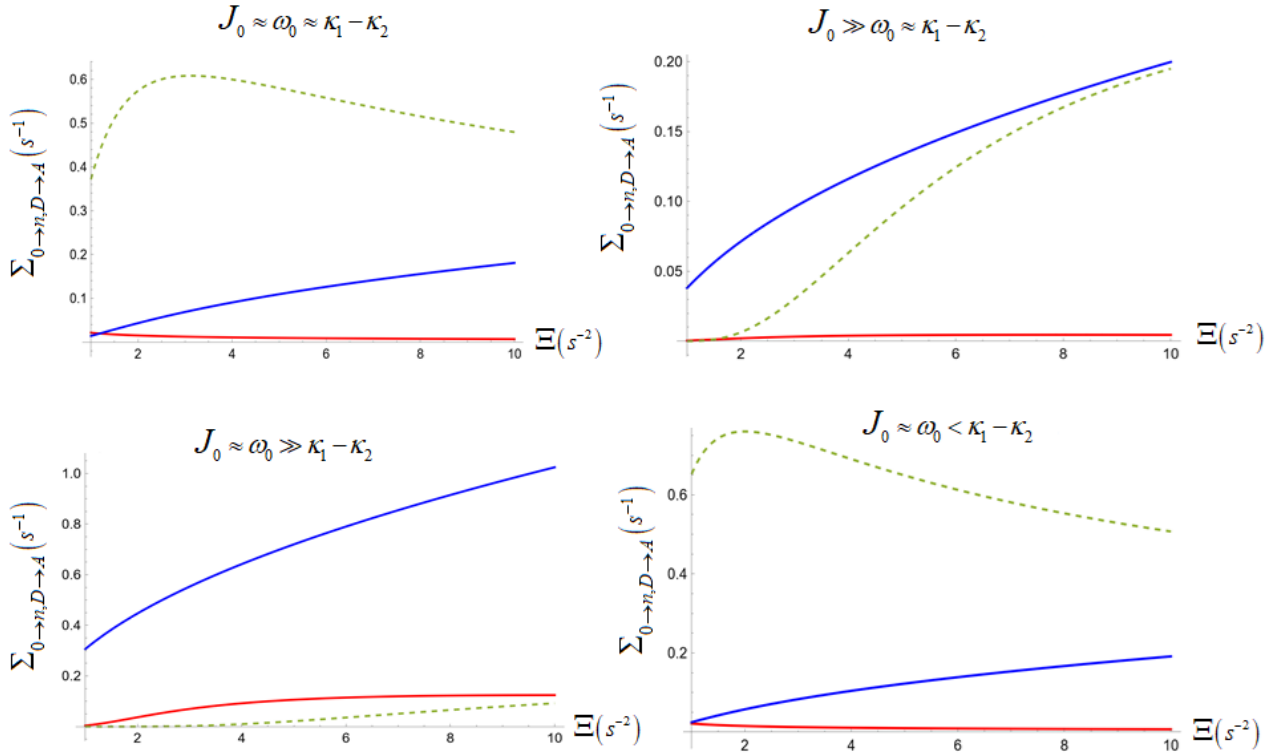 J₀ ≈ ω₀ ≈ κ₁ − κ₂
Σ₀→n,D→A (s⁻¹)
0.6
0.5
0.4
0.3
0.2
0.1
2 4 6 8 10
Ξ(s⁻²)
J₀ ≫ ω₀ ≈ κ₁ − κ₂
Σ₀→n,D→A (s⁻¹)
0.20
0.15
0.10
0.05
2 4 6 8 10
Ξ(s⁻²)
J₀ ≈ ω₀ ≫ κ₁ − κ₂
Σ₀→n,D→A (s⁻¹)
1.0
0.8
0.6
0.4
0.2
2 4 6 8 10
Ξ(s⁻²)
J₀ ≈ ω₀ < κ₁ − κ₂
Σ₀→n,D→A (s⁻¹)
0.6
0.4
0.2
2 4 6 8 10
Ξ(s⁻²)